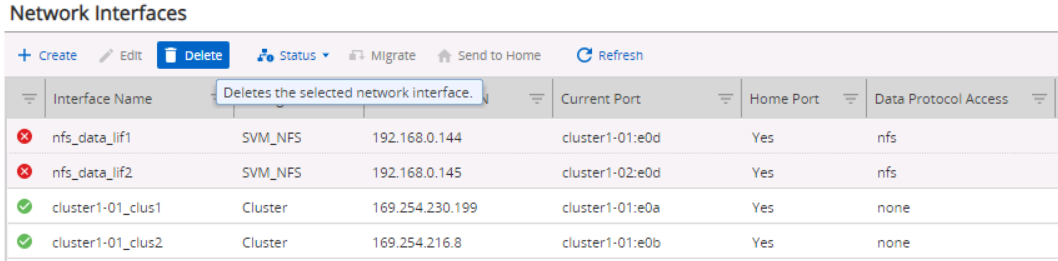 Network Interfaces
+ Create Edit Delete Status Migrate Send to Home Refresh
Interface Name Current Port Home Port Data Protocol Access
Deletes the selected network interface.
nfs_data_lif1 SVM_NFS 192.168.0.144 cluster1-01:e0d Yes nfs
nfs_data_lif2 SVM_NFS 192.168.0.145 cluster1-02:e0d Yes nfs
cluster1-01_clus1 Cluster 169.254.230.199 cluster1-01:e0a Yes none
cluster1-01_clus2 Cluster 169.254.216.8 cluster1-01:e0b Yes none